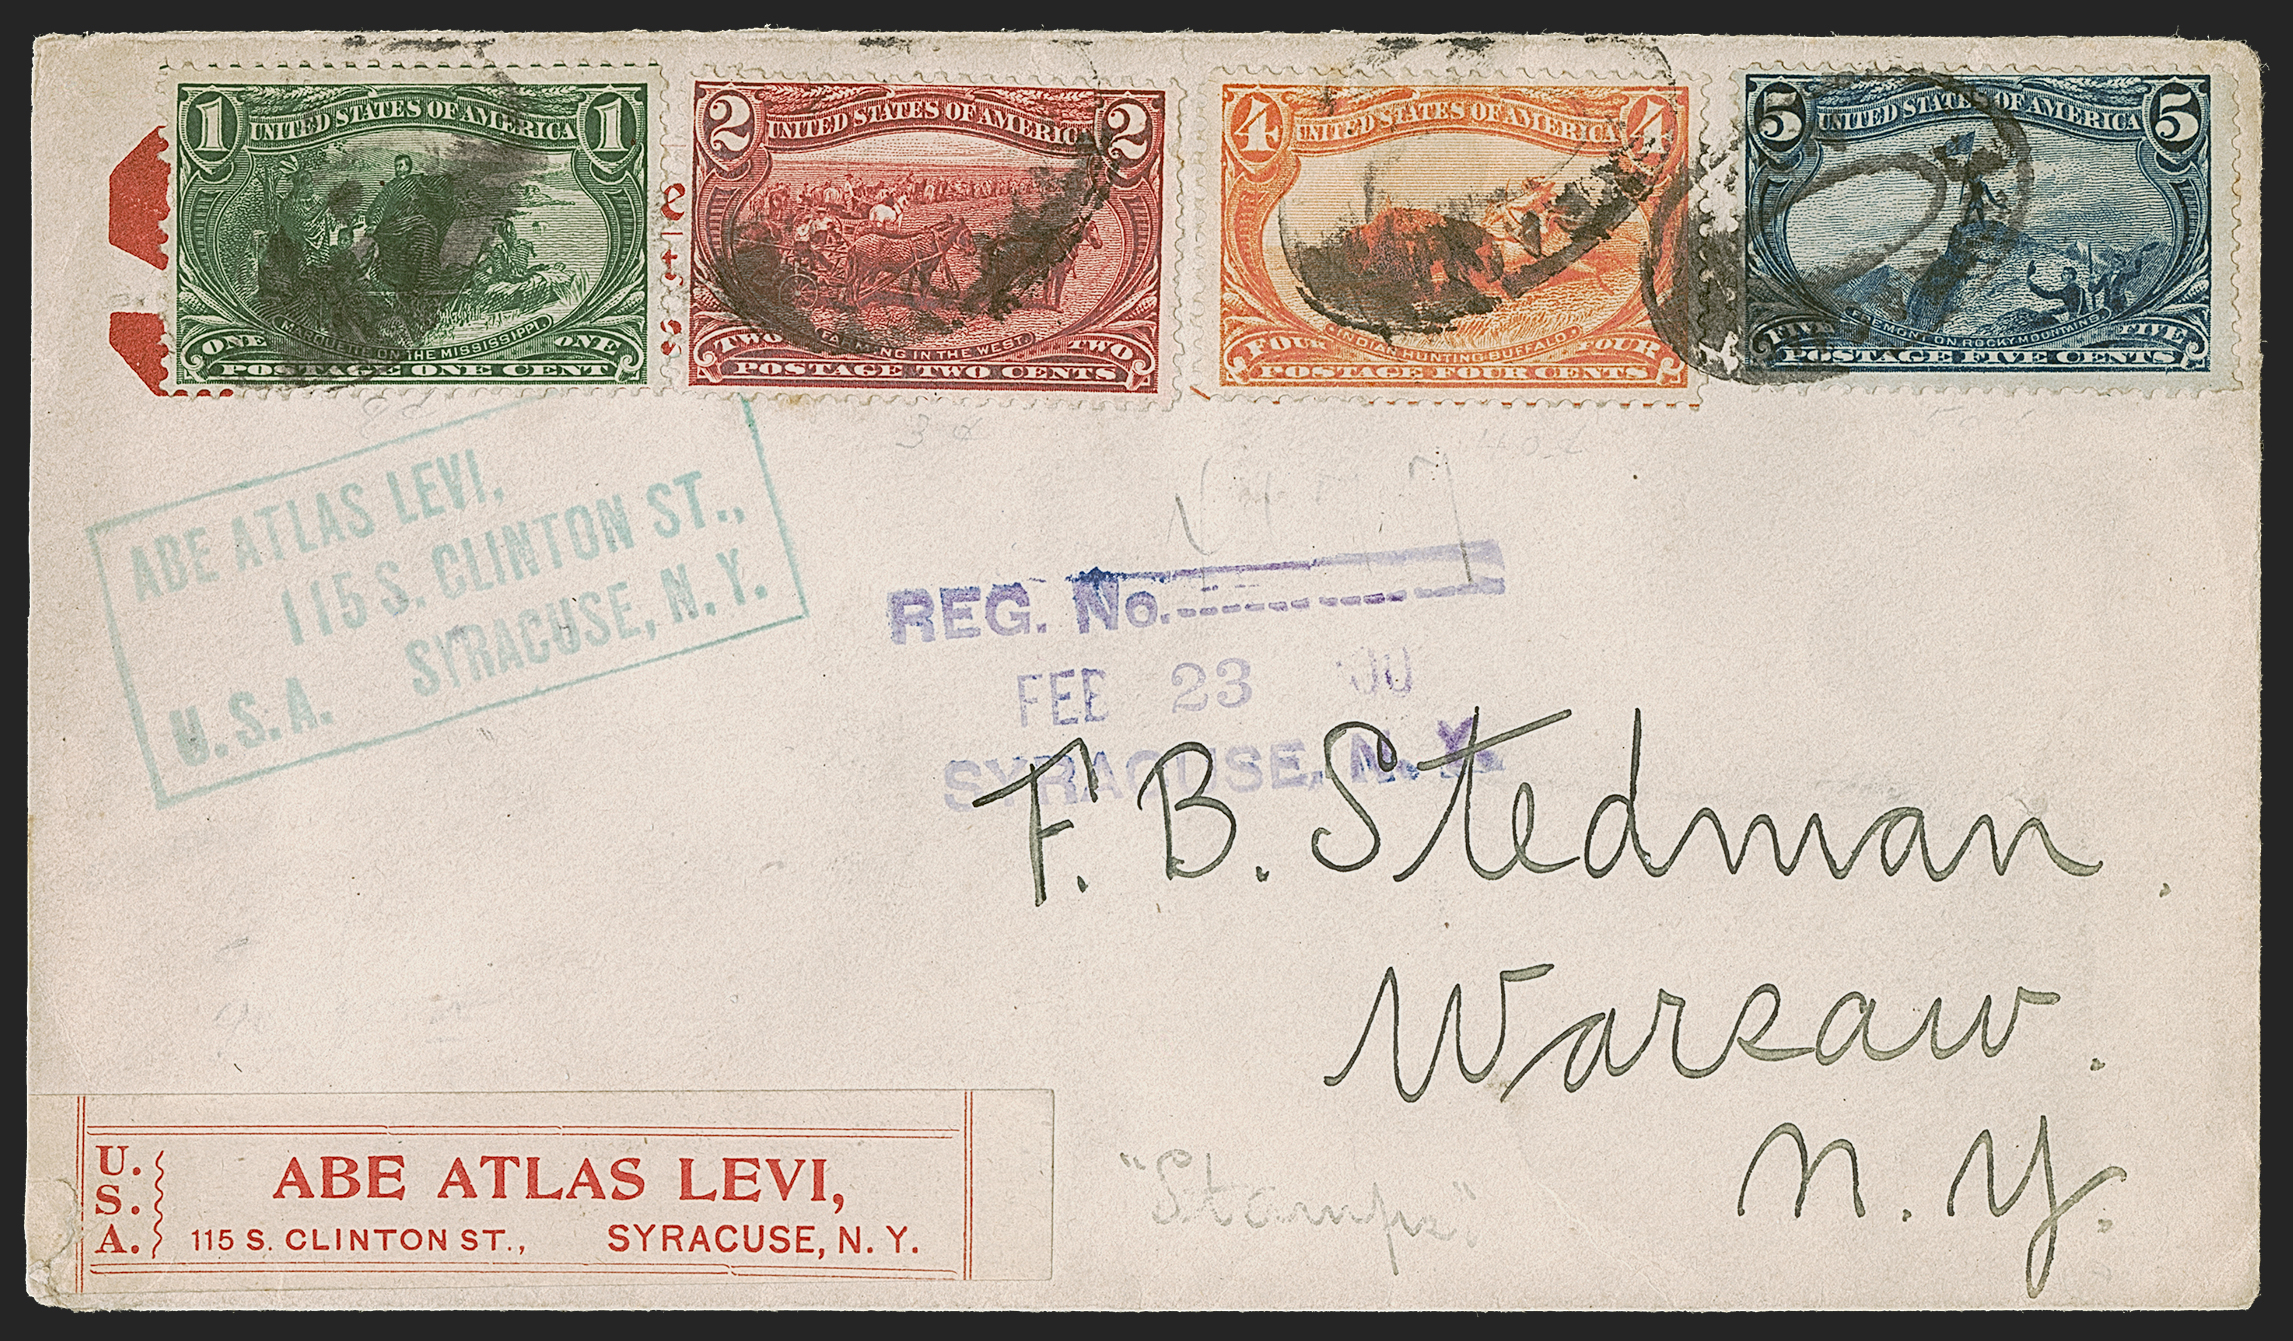 1 UNITED STATES OF AMERICA 1
MARQUETTE ON THE MISSISSIPPI.
ONE ONE
POSTAGE ONE CENT
2 UNITED STATES OF AMERICA 2
FARMING IN THE WEST.
TWO TWO
POSTAGE TWO CENTS
4 UNITED STATES OF AMERICA 4
INDIAN HUNTING BUFFALO.
FOUR FOUR
POSTAGE FOUR CENTS
5 UNITED STATES OF AMERICA 5
FREMONT ON ROCKY MOUNTAINS
FIVE FIVE
POSTAGE FIVE CENTS
ABE ATLAS LEVI,
115 S. CLINTON ST.,
SYRACUSE, N. Y.
U. S. A.
REG. No.
FEB 23 '00
SYRACUSE, N. Y.
F. B. Stedman.
Warsaw.
N. Y.
"Stamps."
U. S. A.
ABE ATLAS LEVI,
115 S. CLINTON ST., SYRACUSE, N. Y.